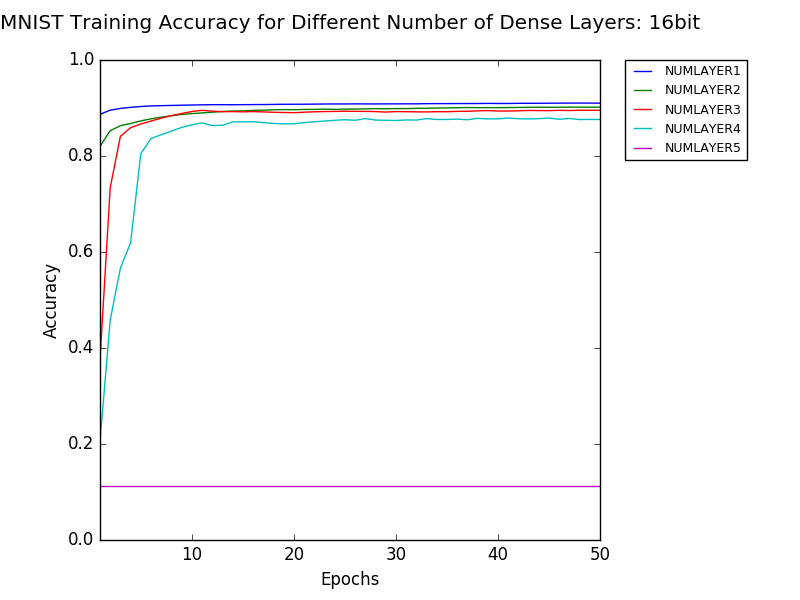 MNIST Training Accuracy for Different Number of Dense Layers: 16bit
NUMLAYER1
NUMLAYER2
NUMLAYER3
NUMLAYER4
NUMLAYER5
1.0
0.8
0.6
0.4
0.2
0.0
Accuracy
10 20 30 40 50
Epochs